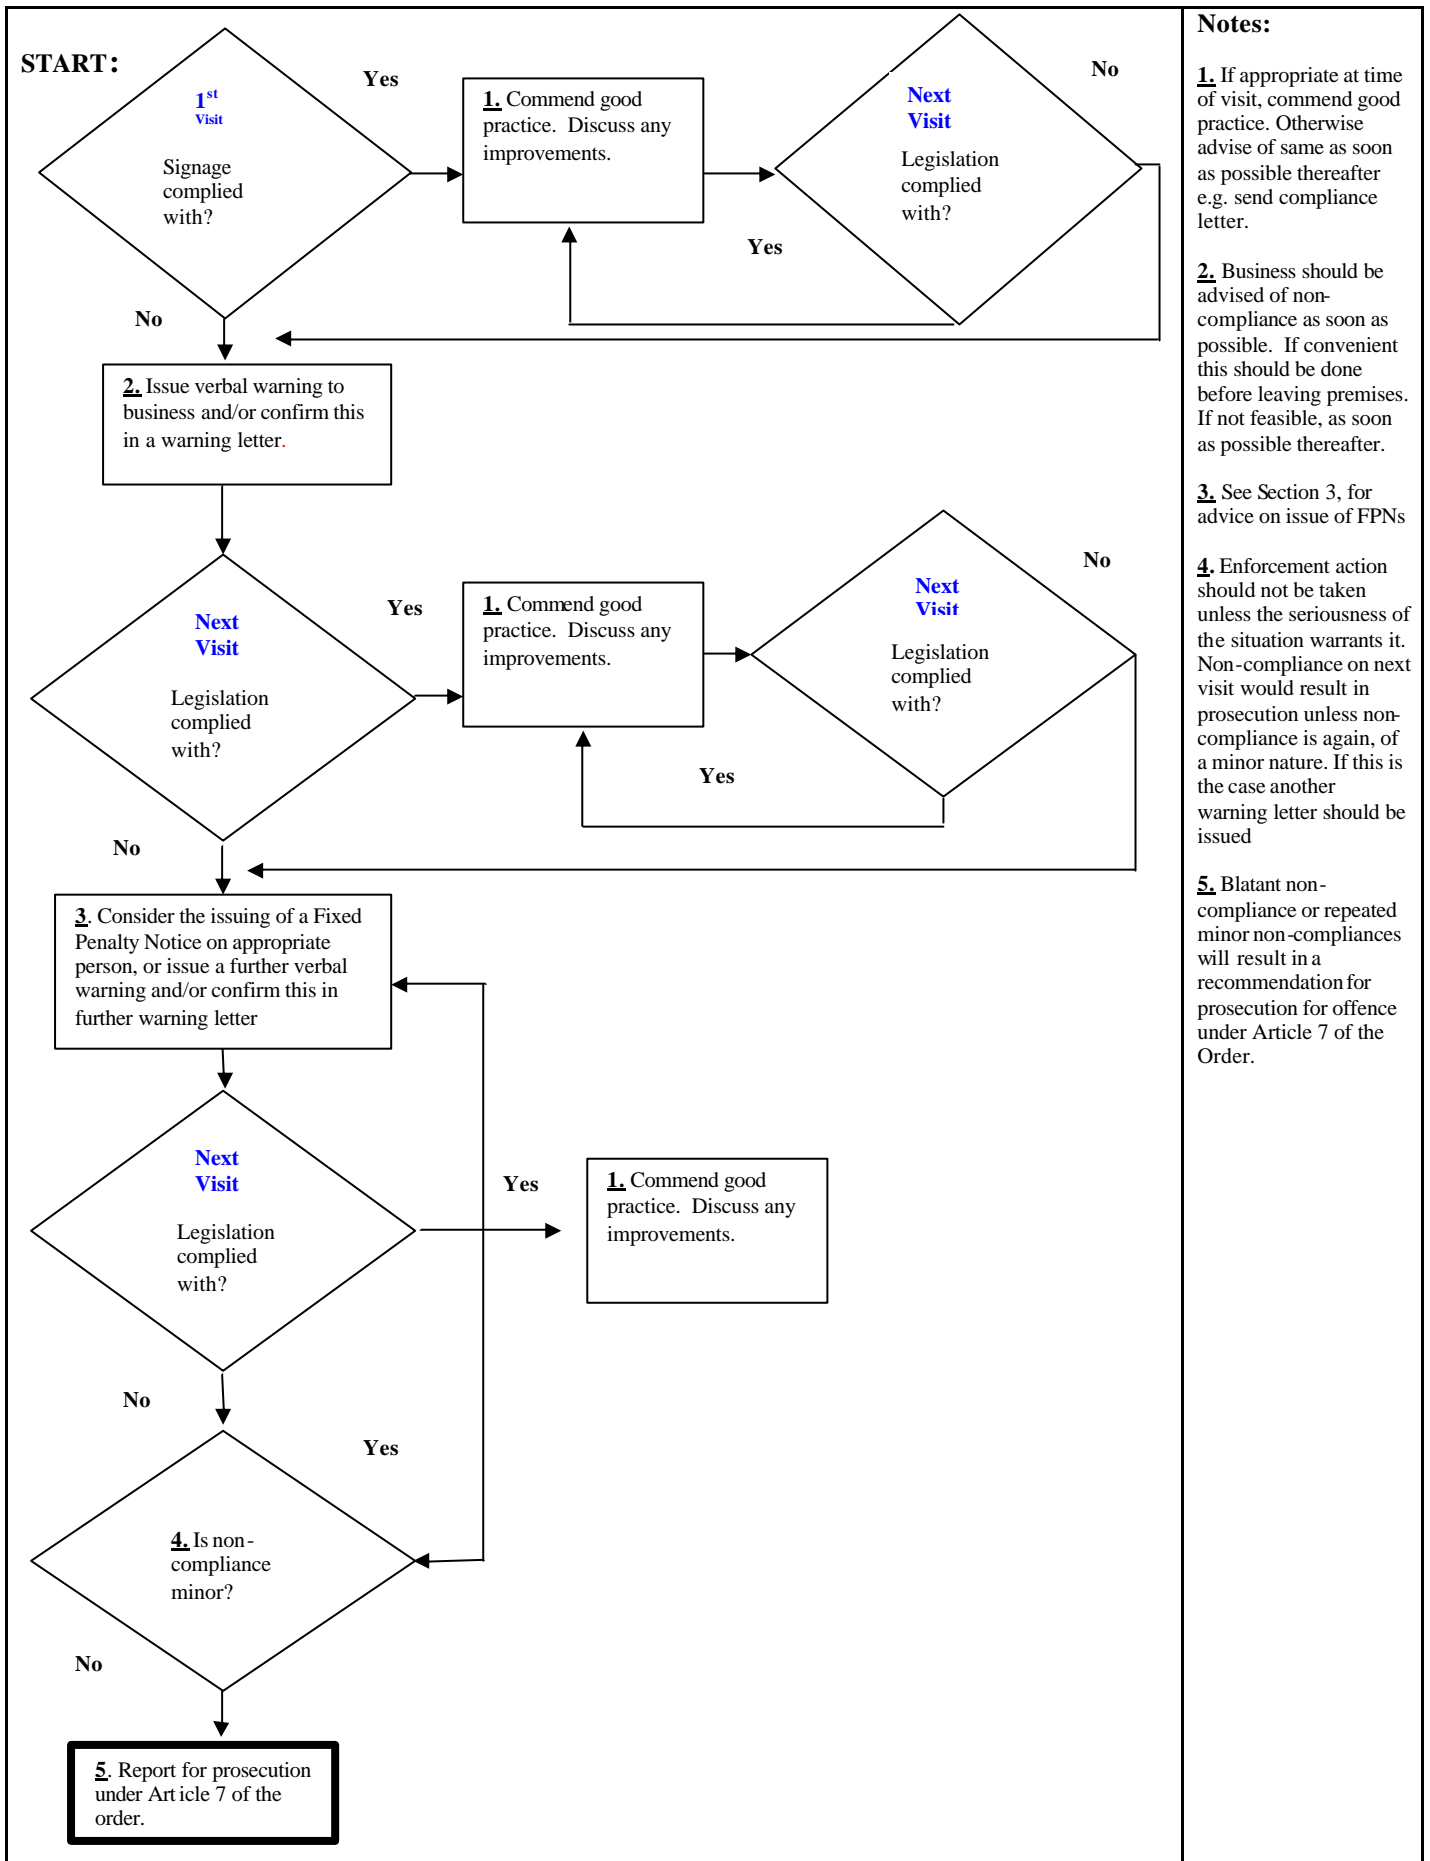 START:
1st
Visit
Signage
complied
with?
Yes
1. Commend good
practice. Discuss any
improvements.
Next
Visit
Legislation
complied
with?
No
Yes
No
2. Issue verbal warning to
business and/or confirm this
in a warning letter.
Next
Visit
Legislation
complied
with?
Yes
1. Commend good
practice. Discuss any
improvements.
Next
Visit
Legislation
complied
with?
No
Yes
No
3. Consider the issuing of a Fixed
Penalty Notice on appropriate
person, or issue a further verbal
warning and/or confirm this in
further warning letter
Next
Visit
Legislation
complied
with?
Yes
1. Commend good
practice. Discuss any
improvements.
No
Yes
4. Is non-
compliance
minor?
No
5. Report for prosecution
under Article 7 of the
order.
Notes:
1. If appropriate at time
of visit, commend good
practice. Otherwise
advise of same as soon
as possible thereafter
e.g. send compliance
letter.
2. Business should be
advised of non-
compliance as soon as
possible. If convenient
this should be done
before leaving premises.
If not feasible, as soon
as possible thereafter.
3. See Section 3, for
advice on issue of FPNs
4. Enforcement action
should not be taken
unless the seriousness of
the situation warrants it.
Non-compliance on next
visit would result in
prosecution unless non-
compliance is again, of
a minor nature. If this is
the case another
warning letter should be
issued
5. Blatant non-
compliance or repeated
minor non-compliances
will result in a
recommendation for
prosecution for offence
under Article 7 of the
Order.